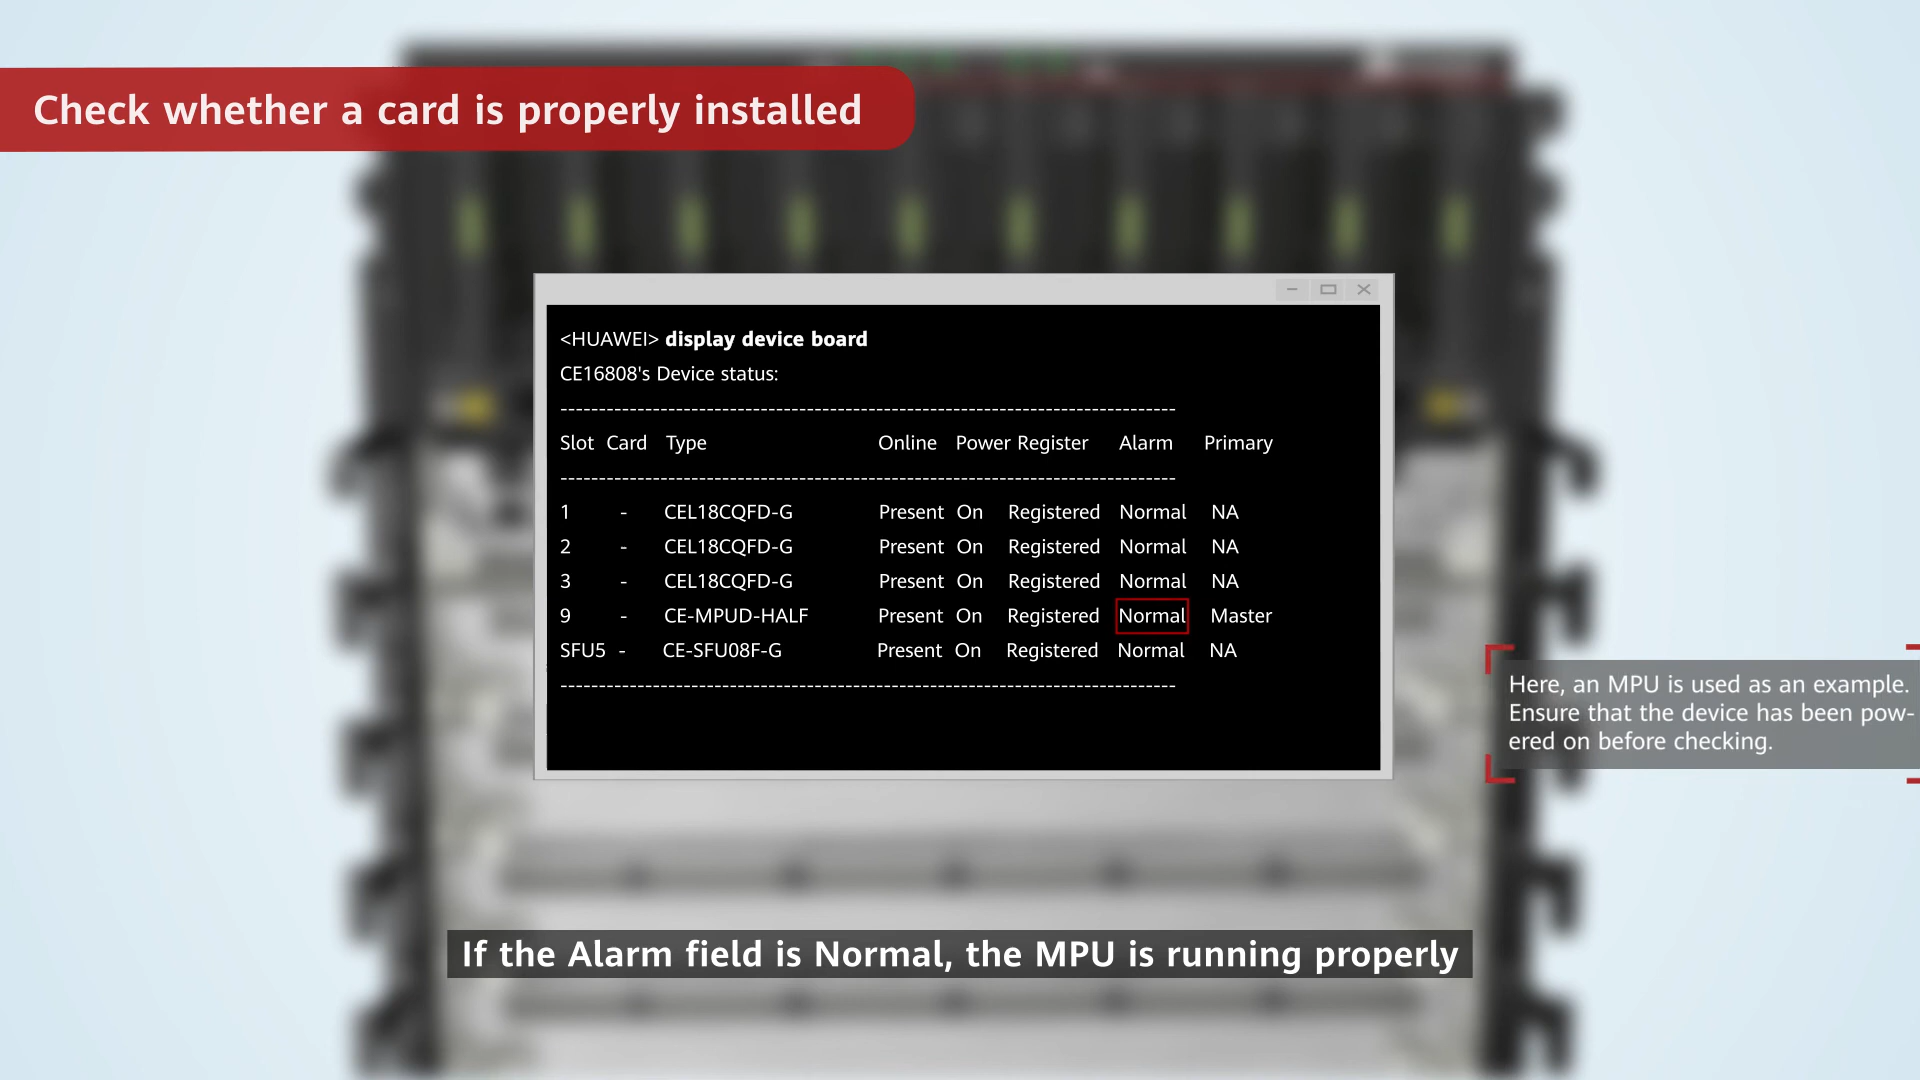 Check whether a card is properly installed
<HUAWEI> display device board
CE16808's Device status:
--------------------------------------------------------------------------------
Slot Card Type Online Power Register Alarm Primary
--------------------------------------------------------------------------------
1 - CEL18CQFD-G Present On Registered Normal NA
2 - CEL18CQFD-G Present On Registered Normal NA
3 - CEL18CQFD-G Present On Registered Normal NA
9 - CE-MPUD-HALF Present On Registered Normal Master
SFU5 - CE-SFU08F-G Present On Registered Normal NA
--------------------------------------------------------------------------------
Here, an MPU is used as an example.
Ensure that the device has been pow-
ered on before checking.
If the Alarm field is Normal, the MPU is running properly